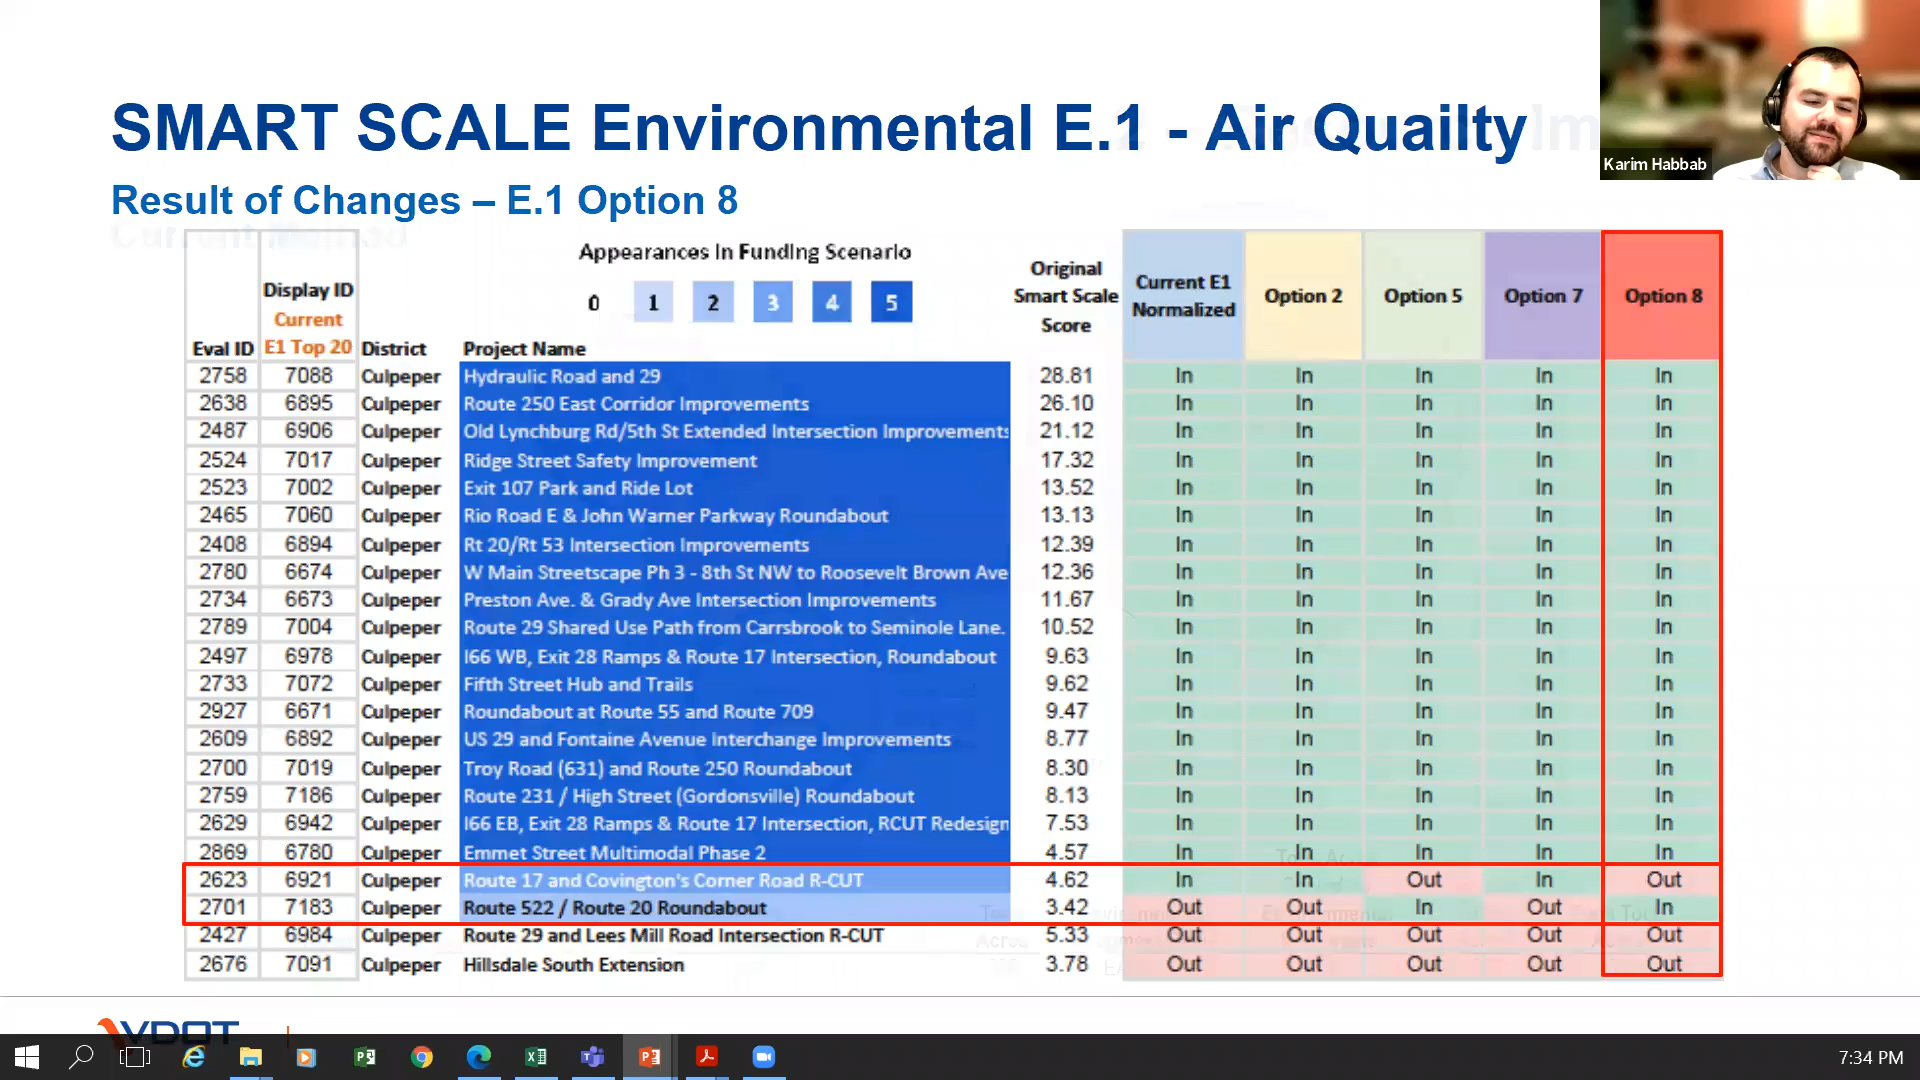 SMART SCALE Environmental E.1 - Air Quailty
Karim Habbab
Result of Changes – E.1 Option 8
Current Method
Appearances In Funding Scenario
0 1 2 3 4 5
Eval ID Display ID Current E1 Top 20 District Project Name Original Smart Scale Score Current E1 Normalized Option 2 Option 5 Option 7 Option 8
2758 7088 Culpeper Hydraulic Road and 29 28.81 In In In In In
2638 6895 Culpeper Route 250 East Corridor Improvements 26.10 In In In In In
2487 6906 Culpeper Old Lynchburg Rd/5th St Extended Intersection Improvements 21.12 In In In In In
2524 7017 Culpeper Ridge Street Safety Improvement 17.32 In In In In In
2523 7002 Culpeper Exit 107 Park and Ride Lot 13.52 In In In In In
2465 7060 Culpeper Rio Road E & John Warner Parkway Roundabout 13.13 In In In In In
2408 6894 Culpeper Rt 20/Rt 53 Intersection Improvements 12.39 In In In In In
2780 6674 Culpeper W Main Streetscape Ph 3 - 8th St NW to Roosevelt Brown Ave 12.36 In In In In In
2734 6673 Culpeper Preston Ave. & Grady Ave Intersection Improvements 11.67 In In In In In
2789 7004 Culpeper Route 29 Shared Use Path from Carrsbrook to Seminole Lane. 10.52 In In In In In
2497 6978 Culpeper I66 WB, Exit 28 Ramps & Route 17 Intersection, Roundabout 9.63 In In In In In
2733 7072 Culpeper Fifth Street Hub and Trails 9.62 In In In In In
2927 6671 Culpeper Roundabout at Route 55 and Route 709 9.47 In In In In In
2609 6892 Culpeper US 29 and Fontaine Avenue Interchange Improvements 8.77 In In In In In
2700 7019 Culpeper Troy Road (631) and Route 250 Roundabout 8.30 In In In In In
2759 7186 Culpeper Route 231 / High Street (Gordonsville) Roundabout 8.13 In In In In In
2629 6942 Culpeper I66 EB, Exit 28 Ramps & Route 17 Intersection, RCUT Redesign 7.53 In In In In In
2869 6780 Culpeper Emmet Street Multimodal Phase 2 4.57 In In In In In
2623 6921 Culpeper Route 17 and Covington's Corner Road R-CUT 4.62 In In Out In Out
2701 7183 Culpeper Route 522 / Route 20 Roundabout 3.42 Out Out In Out In
2427 6984 Culpeper Route 29 and Lees Mill Road Intersection R-CUT 5.33 Out Out Out Out Out
2676 7091 Culpeper Hillsdale South Extension 3.78 Out Out Out Out Out
VDOT
7:34 PM